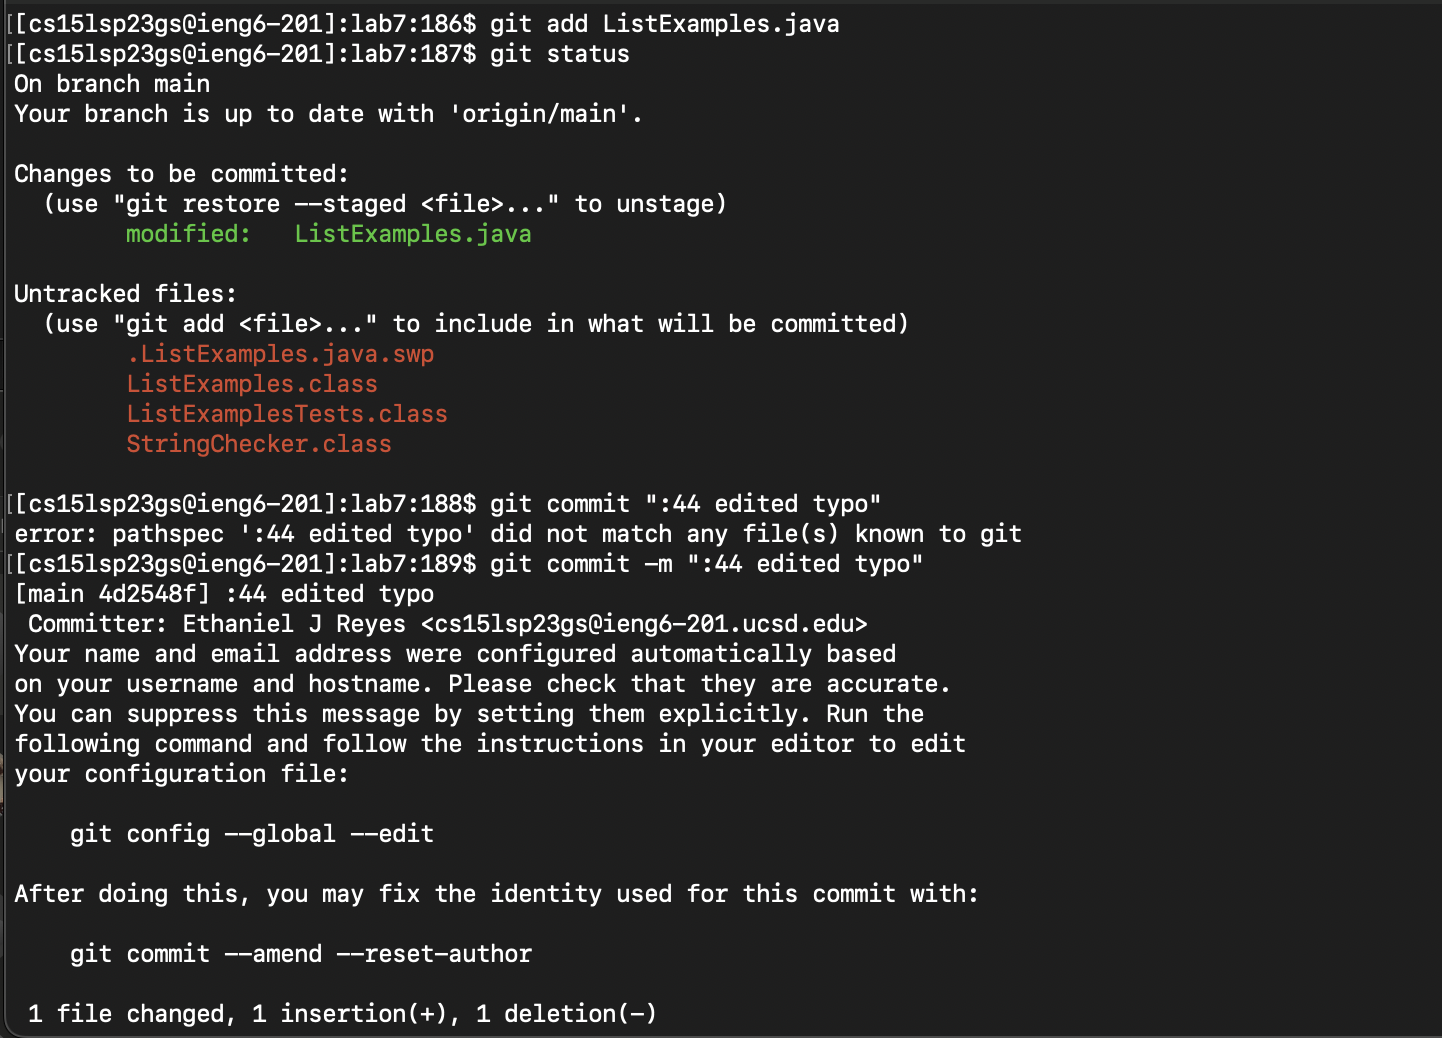 [[cs15lsp23gs@ieng6-201]:lab7:186$ git add ListExamples.java
[[cs15lsp23gs@ieng6-201]:lab7:187$ git status
On branch main
Your branch is up to date with 'origin/main'.
Changes to be committed:
  (use "git restore --staged <file>..." to unstage)
        modified:   ListExamples.java
Untracked files:
  (use "git add <file>..." to include in what will be committed)
        .ListExamples.java.swp
        ListExamples.class
        ListExamplesTests.class
        StringChecker.class
[[cs15lsp23gs@ieng6-201]:lab7:188$ git commit ":44 edited typo"
error: pathspec ':44 edited typo' did not match any file(s) known to git
[[cs15lsp23gs@ieng6-201]:lab7:189$ git commit -m ":44 edited typo"
[main 4d2548f] :44 edited typo
 Committer: Ethaniel J Reyes <cs15lsp23gs@ieng6-201.ucsd.edu>
Your name and email address were configured automatically based
on your username and hostname. Please check that they are accurate.
You can suppress this message by setting them explicitly. Run the
following command and follow the instructions in your editor to edit
your configuration file:
    git config --global --edit
After doing this, you may fix the identity used for this commit with:
    git commit --amend --reset-author
 1 file changed, 1 insertion(+), 1 deletion(-)